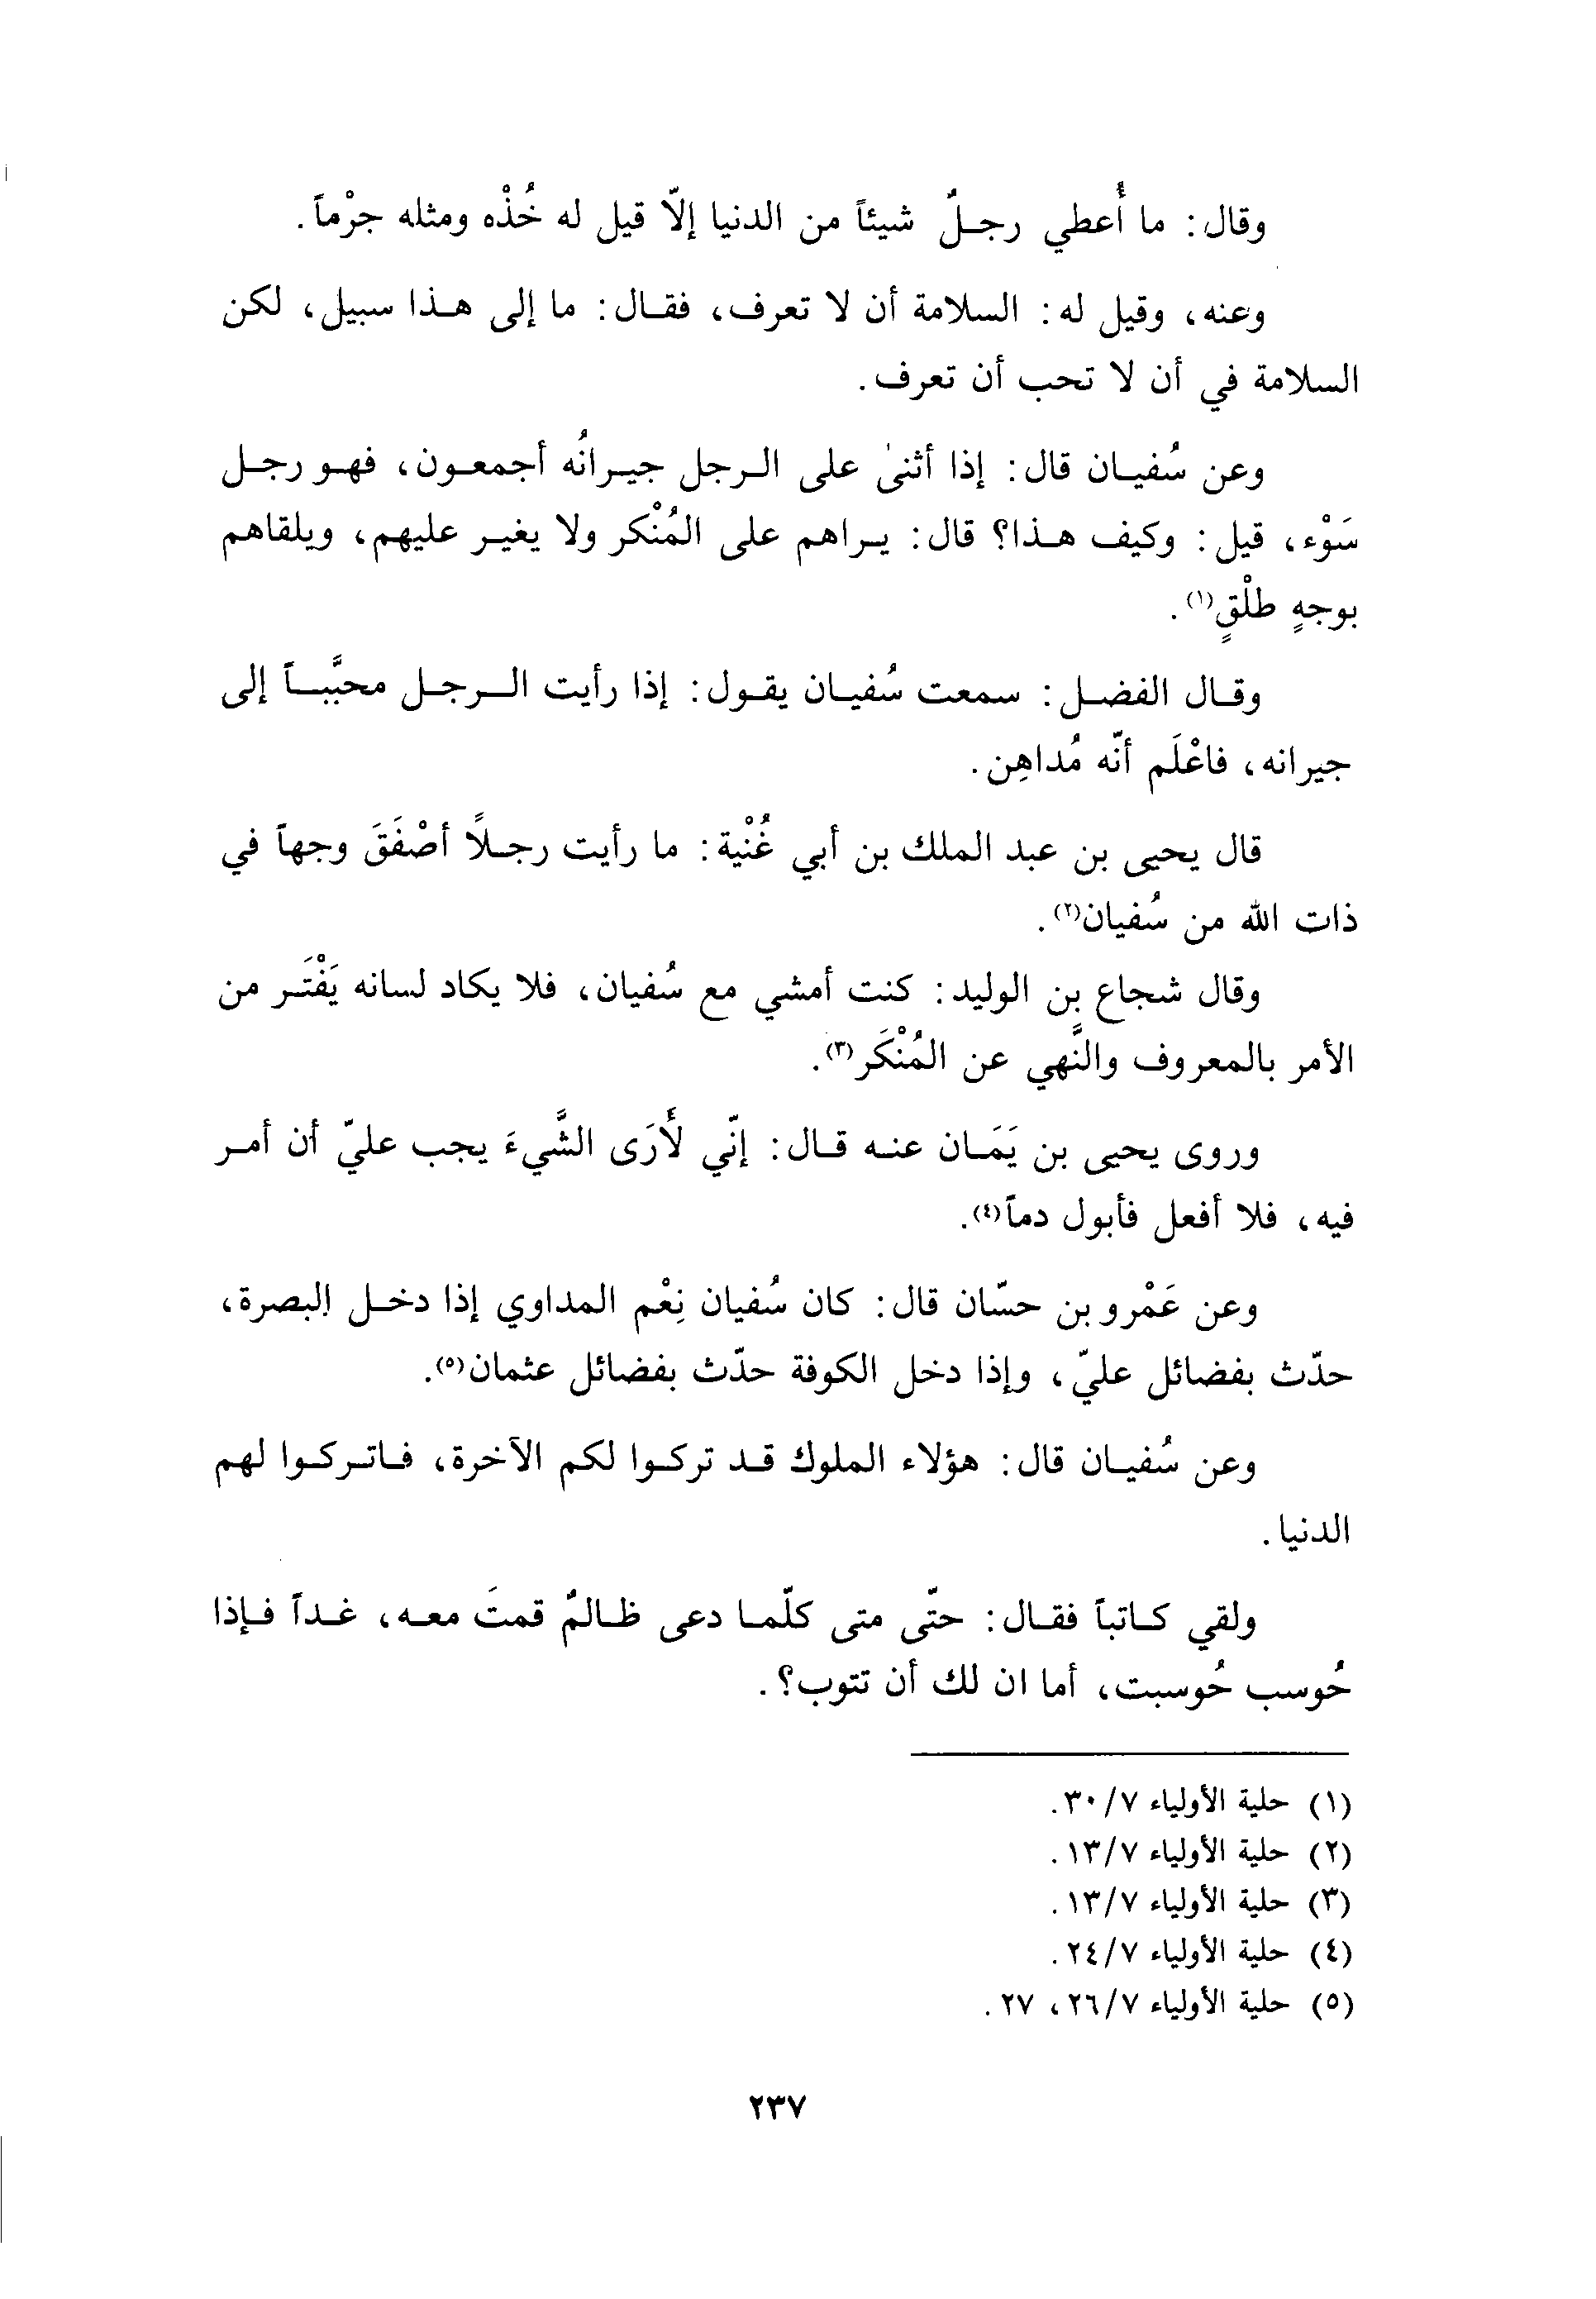 وقال: ما أُعطي رجلٌ شيئاً من الدنيا إلاّ قيل له خُذْه ومثله جرْماً.
وعنه، وقيل له: السلامة أن لا تعرف، فقال: ما إلى هذا سبيل، لكن
السلامة في أن لا تحب أن تعرف.
وعن سُفيان قال: إذا أثنىٰ على الرجل جيرانُه أجمعون، فهو رجل
سَوْء، قيل: وكيف هذا؟ قال: يراهم على المُنْكر ولا يغير عليهم، ويلقاهم
بوجهٍ طلْقٍ(١).
وقال الفضل: سمعت سُفيان يقول: إذا رأيت الرجل محبَّباً إلى
جيرانه، فاعْلَم أنّه مُداهِن.
قال يحيى بن عبد الملك بن أبي غُنْية: ما رأيت رجلًا أصْفَقَ وجهاً في
ذات الله من سُفيان(٢).
وقال شجاع بن الوليد: كنت أمشي مع سُفيان، فلا يكاد لسانه يَفْتَر من
الأمر بالمعروف والنَّهي عن المُنْكَر(٣).
وروى يحيى بن يَمَان عنه قال: إنّي لأَرَى الشَّيءَ يجب عليّ أن أمر
فيه، فلا أفعل فأبول دماً(٤).
وعن عَمْرو بن حسّان قال: كان سُفيان نِعْم المداوي إذا دخل البصرة،
حدّث بفضائل عليّ، وإذا دخل الكوفة حدّث بفضائل عثمان(٥).
وعن سُفيان قال: هؤلاء الملوك قد تركوا لكم الآخرة، فاتركوا لهم
الدنيا.
ولقي كاتباً فقال: حتّى متى كلّما دعى ظالمٌ قمتَ معه، غداً فإذا
حُوسب حُوسبت، أما ان لك أن تتوب؟.
(١) حلية الأولياء ٧/٣٠.
(٢) حلية الأولياء ٧/١٣.
(٣) حلية الأولياء ٧/١٣.
(٤) حلية الأولياء ٧/٢٤.
(٥) حلية الأولياء ٧/٢٦، ٢٧.
٢٣٧